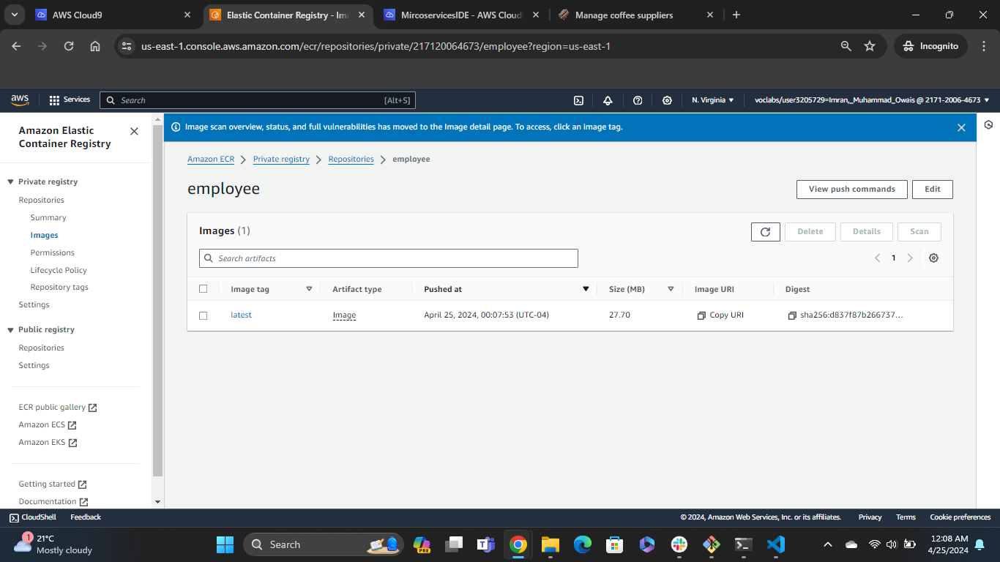 AWS Cloud9
Elastic Container Registry - Ima
MircoservicesIDE - AWS Cloud9
Manage coffee suppliers
us-east-1.console.aws.amazon.com/ecr/repositories/private/217120064673/employee?region=us-east-1
Incognito
aws
Services
Search
[Alt+S]
N. Virginia
voclabs/user3205729=Imran,_Muhammad_Owais @ 2171-2006-4673
Amazon Elastic
Container Registry
Private registry
Repositories
Summary
Images
Permissions
Lifecycle Policy
Repository tags
Settings
Public registry
Repositories
Settings
ECR public gallery
Amazon ECS
Amazon EKS
Getting started
Documentation
Image scan overview, status, and full vulnerabilities has moved to the Image detail page. To access, click an image tag.
Amazon ECR
Private registry
Repositories
employee
employee
View push commands
Edit
Images (1)
Delete
Details
Scan
Search artifacts
1
Image tag
Artifact type
Pushed at
Size (MB)
Image URI
Digest
latest
Image
April 25, 2024, 00:07:53 (UTC-04)
27.70
Copy URI
sha256:d837f87b266737...
CloudShell
Feedback
© 2024, Amazon Web Services, Inc. or its affiliates.
Privacy
Terms
Cookie preferences
1
21°C
Mostly cloudy
Search
PRE
12:08 AM
4/25/2024